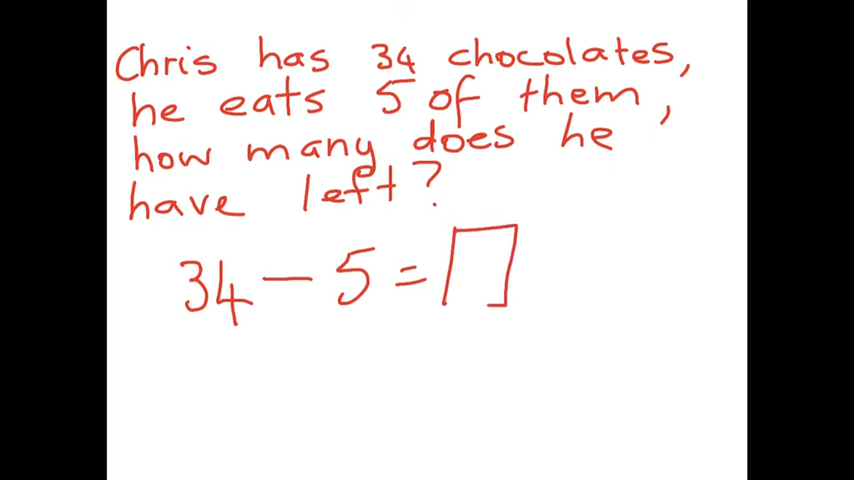 Chris has 34 chocolates,
he eats 5 of them,
how many does he
have left?
34 – 5 =